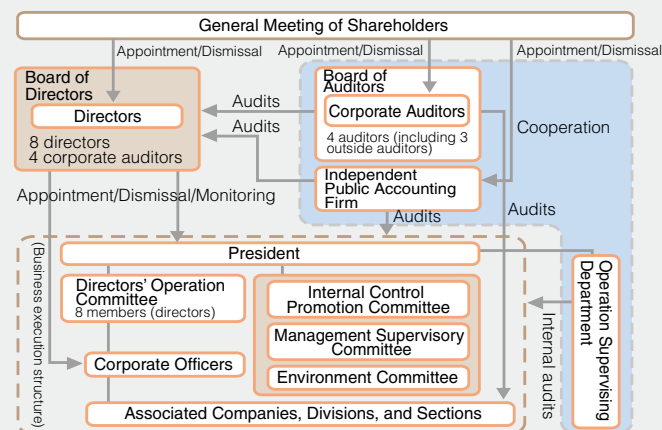 General Meeting of Shareholders
Appointment/Dismissal
Appointment/Dismissal
Appointment/Dismissal
Board of
Directors
Directors
8 directors
4 corporate auditors
Audits
Audits
Board of
Auditors
Corporate Auditors
4 auditors (including 3
outside auditors)
Cooperation
Independent
Public Accounting
Firm
Appointment/Dismissal/Monitoring
Audits
Audits
(Business execution structure)
President
Directors' Operation
Committee
8 members (directors)
Internal Control
Promotion Committee
Management Supervisory
Committee
Environment Committee
Corporate Officers
Associated Companies, Divisions, and Sections
Internal audits
Operation Supervising
Department